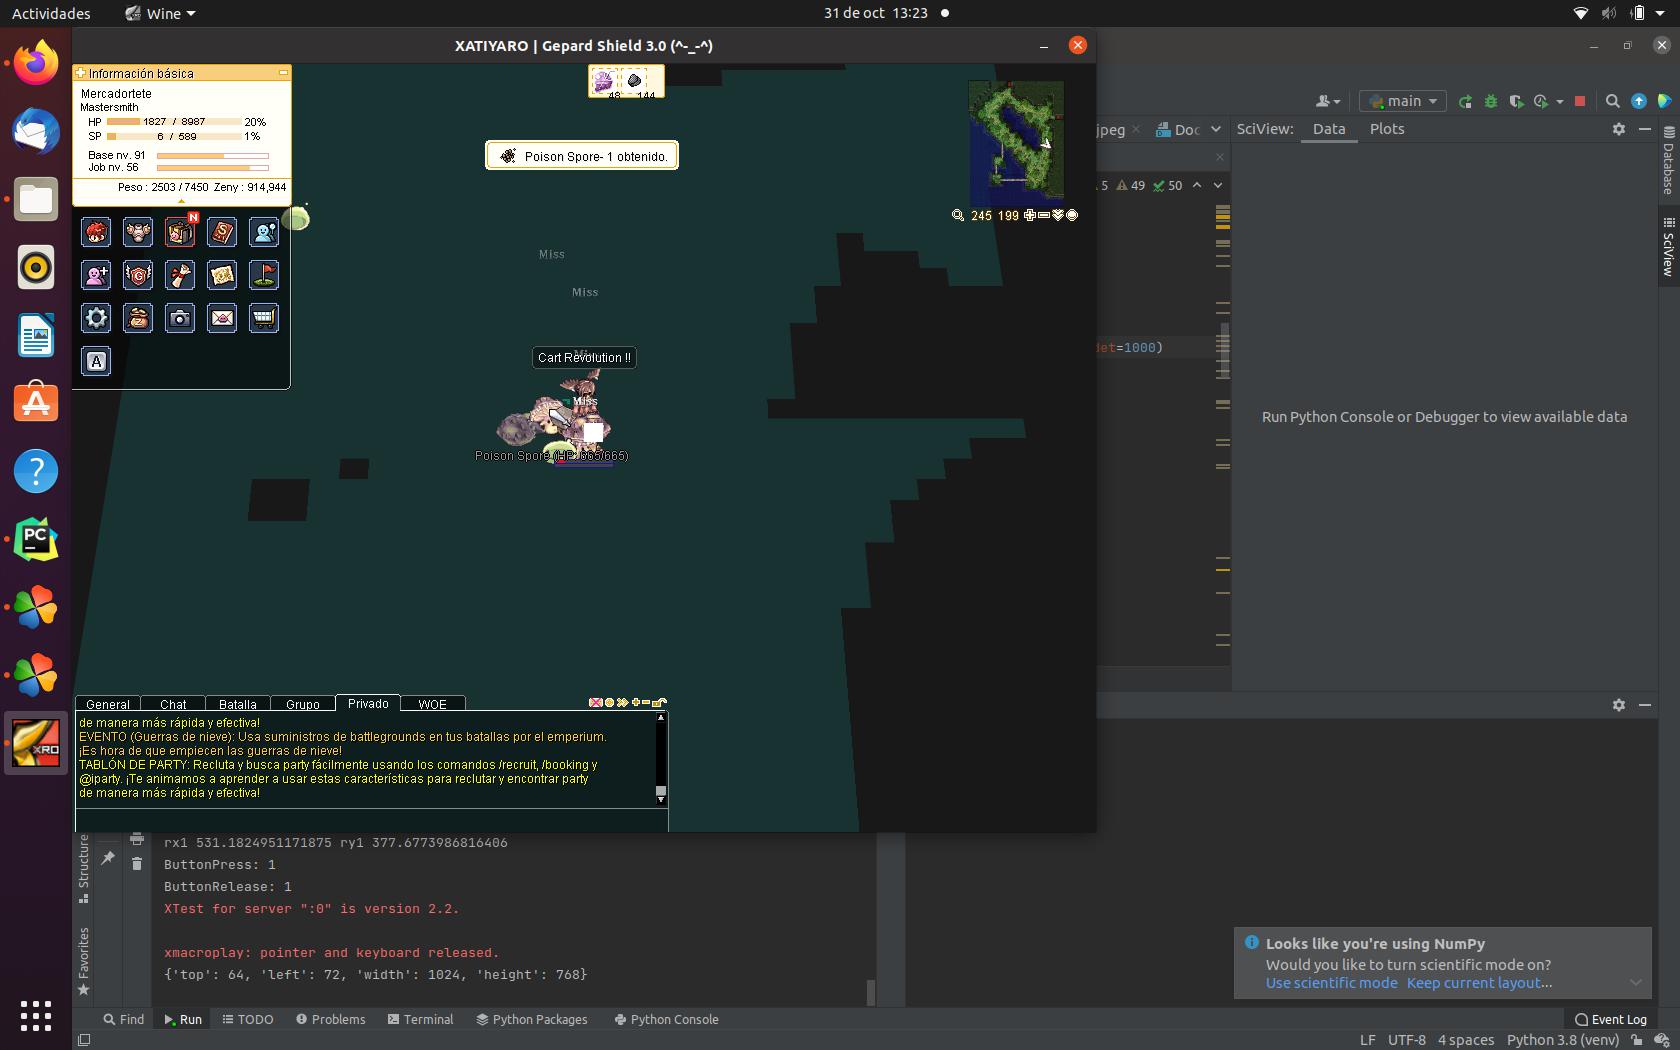 Actividades
Wine
31 de oct 13:23
XATIYARO | Gepard Shield 3.0 (^-_-^)
Información básica
Mercadortete
Mastersmith
HP 1827 / 8987 20%
SP 6 / 589 1%
Base nv. 91
Job nv. 56
Peso : 2503 / 7450 Zeny : 914,944
48 144
Poison Spore- 1 obtenido.
245 199
N
S
G
A
Miss
Miss
Cart Revolution !!
Miss
Poison Spore (HP: 665/665)
General Chat Batalla Grupo Privado WOE
de manera más rápida y efectiva!
EVENTO (Guerras de nieve): Usa suministros de battlegrounds en tus batallas por el emperium.
¡Es hora de que empiecen las guerras de nieve!
TABLÓN DE PARTY: Recluta y busca party fácilmente usando los comandos /recruit, /booking y
@iparty. ¡Te animamos a aprender a usar estas características para reclutar y encontrar party
de manera más rápida y efectiva!
main
jpeg
Doc
SciView: Data Plots
5 49 50
det=1000)
Run Python Console or Debugger to view available data
Database
SciView
PC
XRO
Structure
Favorites
rx1 531.1824951171875 ry1 377.6773986816406
ButtonPress: 1
ButtonRelease: 1
XTest for server ":0" is version 2.2.
xmacroplay: pointer and keyboard released.
{'top': 64, 'left': 72, 'width': 1024, 'height': 768}
Looks like you're using NumPy
Would you like to turn scientific mode on?
Use scientific mode Keep current layout...
Find Run TODO Problems Terminal Python Packages Python Console
Event Log
LF UTF-8 4 spaces Python 3.8 (venv)